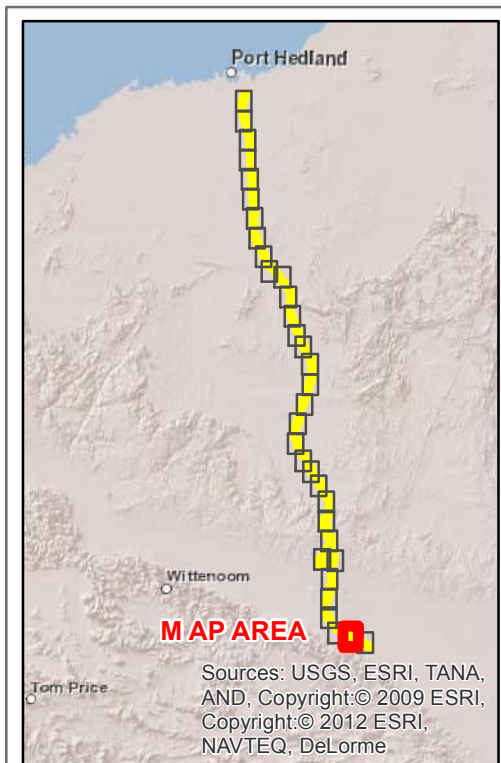 Port Hedland
Wittenoom
M AP AREA
Tom Price
Sources: USGS, ESRI, TANA,
AND, Copyright:© 2009 ESRI,
Copyright:© 2012 ESRI,
NAVTEQ, DeLorme